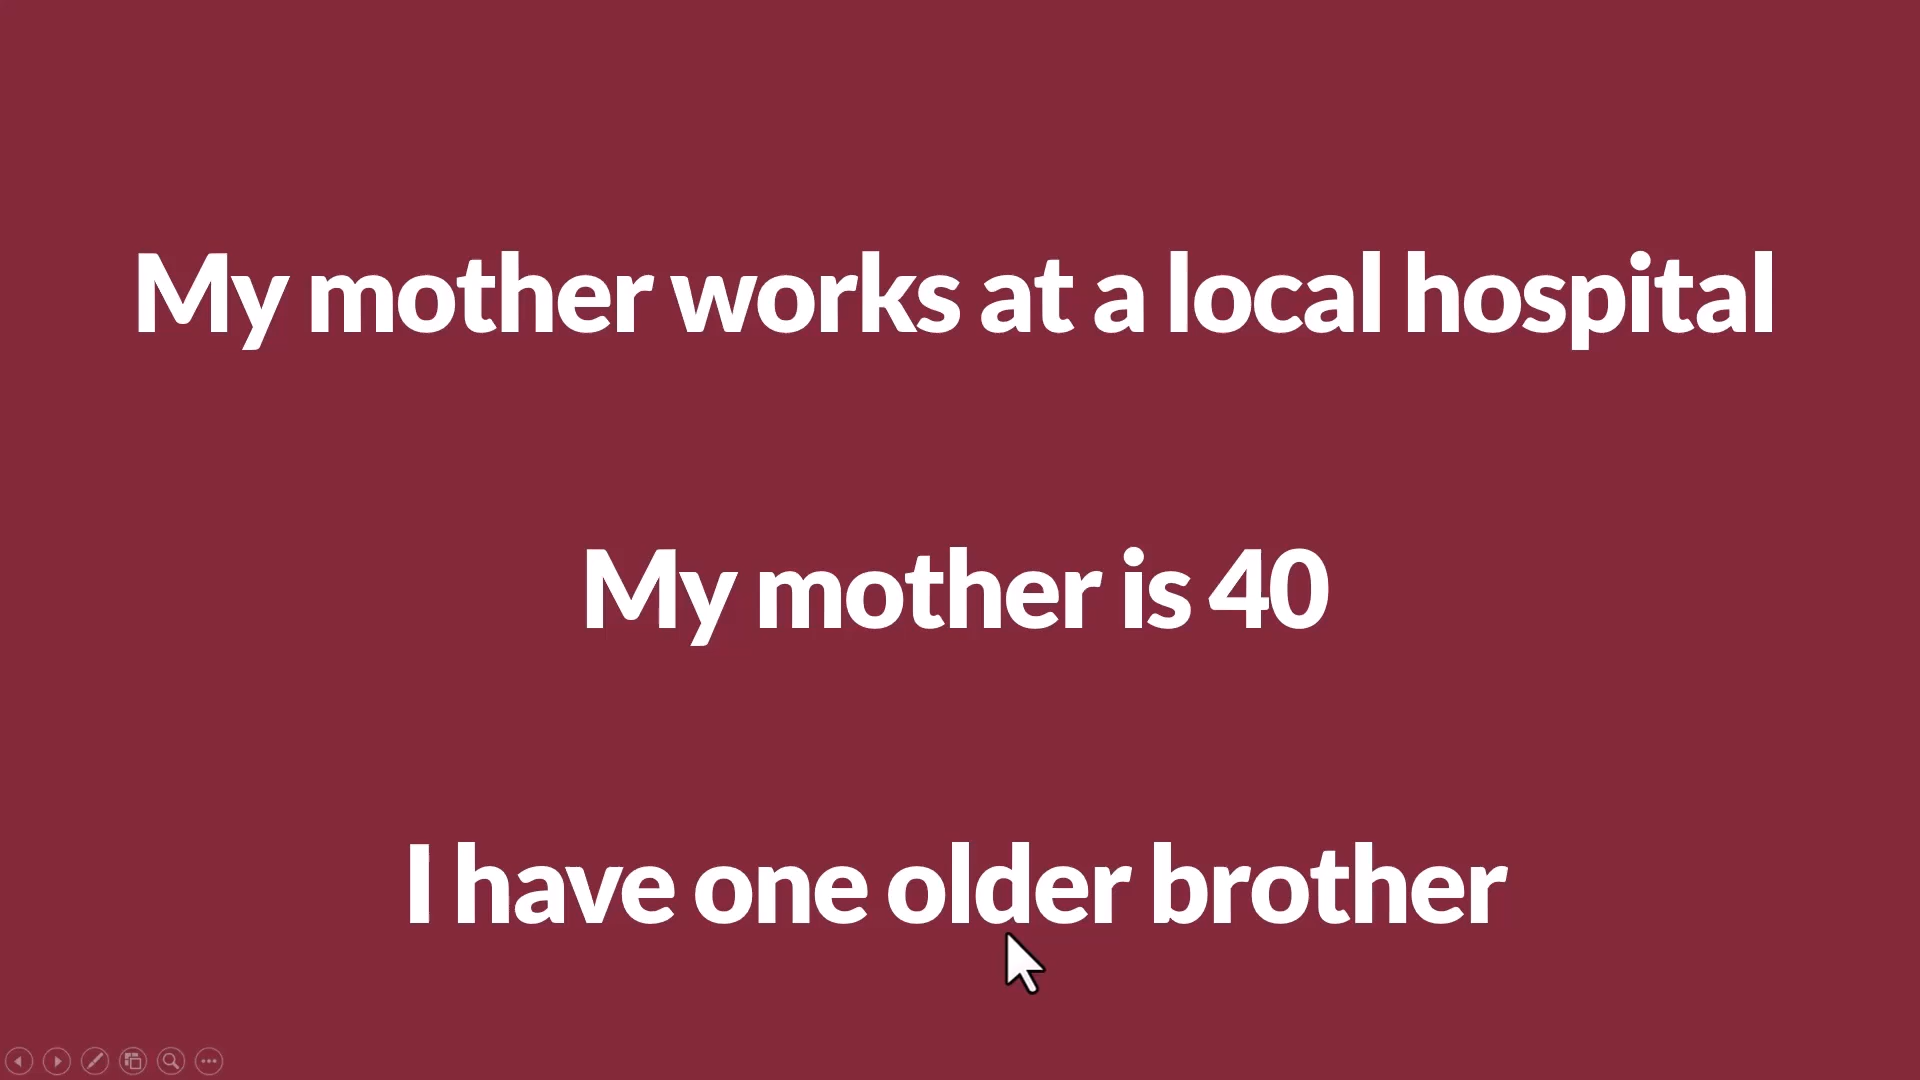 My mother works at a local hospital
My mother is 40
I have one older brother